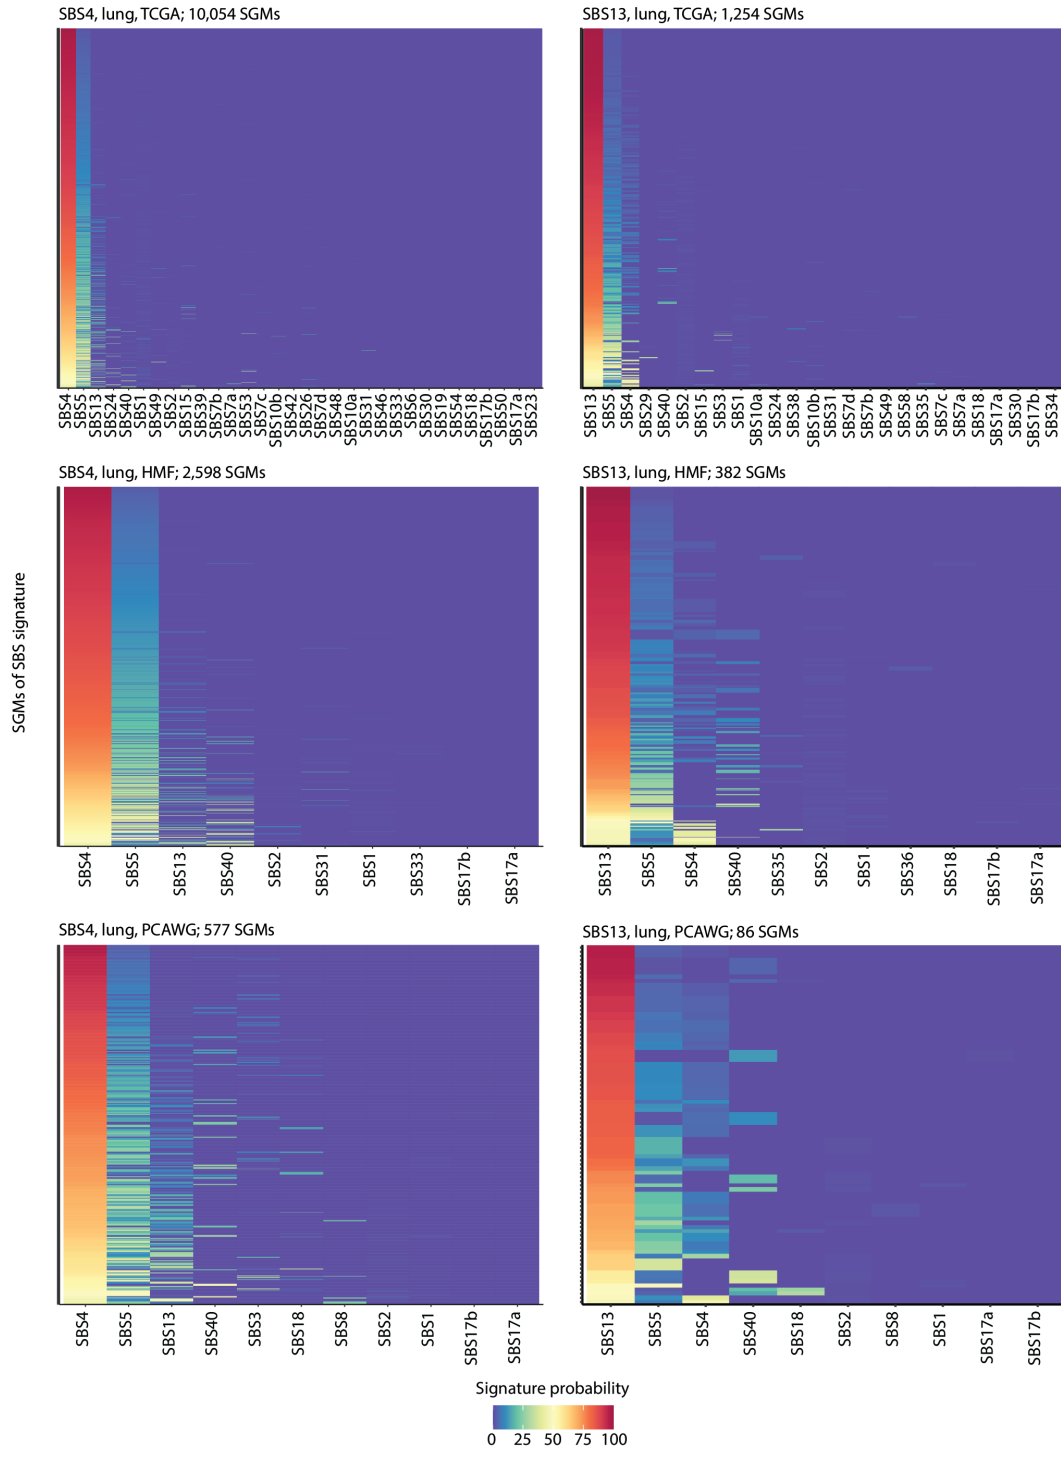 SBS4, lung, TCGA; 10,054 SGMs
SBS13, lung, TCGA; 1,254 SGMs
SBS4 SBS5 SBS13 SBS24 SBS40 SBS1 SBS49 SBS2 SBS15 SBS39 SBS7b SBS7a SBS53 SBS7c SBS10b SBS42 SBS26 SBS7d SBS48 SBS10a SBS31 SBS46 SBS33 SBS6 SBS30 SBS19 SBS54 SBS18 SBS17b SBS50 SBS17a SBS23
SBS13 SBS5 SBS4 SBS29 SBS40 SBS2 SBS15 SBS3 SBS1 SBS10a SBS24 SBS38 SBS10b SBS31 SBS7d SBS7b SBS49 SBS58 SBS35 SBS7c SBS7a SBS18 SBS17a SBS30 SBS17b SBS34
SBS4, lung, HMF; 2,598 SGMs
SBS13, lung, HMF; 382 SGMs
SGMs of SBS signature
SBS4 SBS5 SBS13 SBS40 SBS2 SBS31 SBS1 SBS33 SBS17b SBS17a
SBS13 SBS5 SBS4 SBS40 SBS35 SBS2 SBS1 SBS36 SBS18 SBS17b SBS17a
SBS4, lung, PCAWG; 577 SGMs
SBS13, lung, PCAWG; 86 SGMs
SBS4 SBS5 SBS13 SBS40 SBS3 SBS18 SBS8 SBS2 SBS1 SBS17b SBS17a
SBS13 SBS5 SBS4 SBS40 SBS18 SBS2 SBS8 SBS1 SBS17a SBS17b
Signature probability
0 25 50 75 100